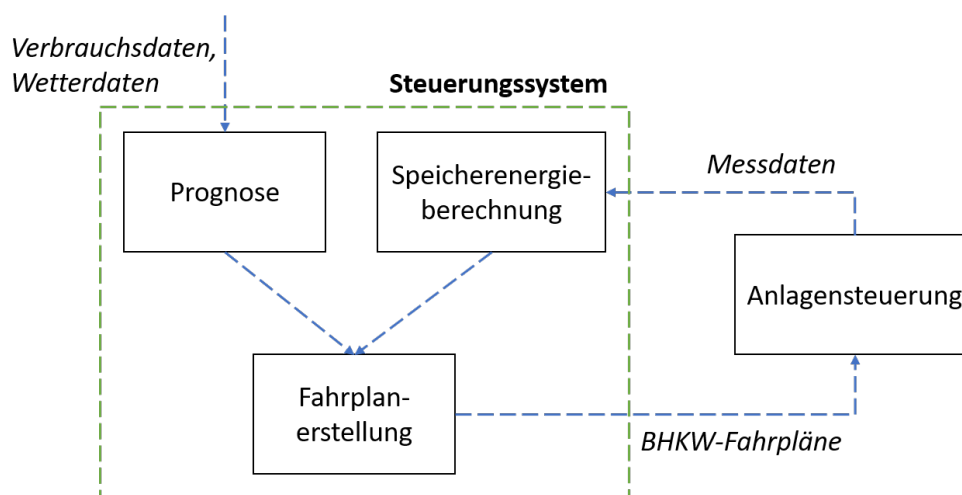 Verbrauchsdaten,
Wetterdaten
Steuerungssystem
Prognose
Speicherenergie-
berechnung
Messdaten
Anlagensteuerung
Fahrplan-
erstellung
BHKW-Fahrpläne